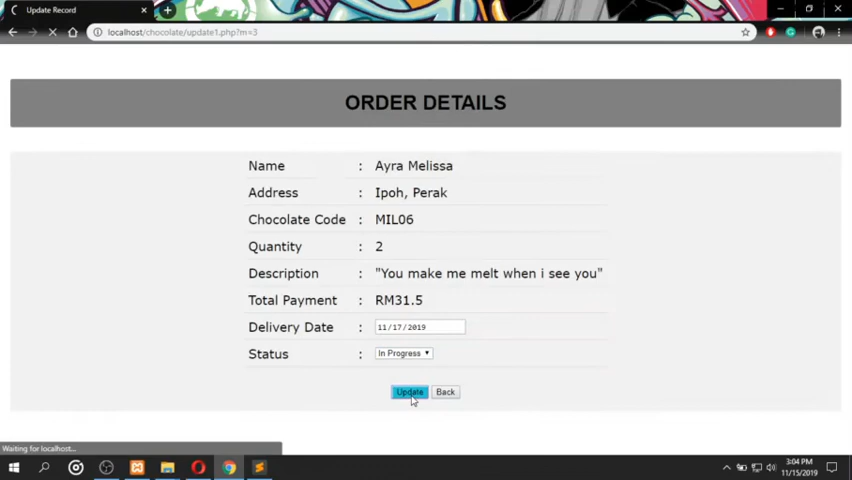 Update Record
localhost/chocolate/update1.php?m=3
ORDER DETAILS
Name : Ayra Melissa
Address : Ipoh, Perak
Chocolate Code : MIL06
Quantity : 2
Description : "You make me melt when i see you"
Total Payment : RM31.5
Delivery Date : 11/17/2019
Status : In Progress
Update Back
Waiting for localhost...
3:04 PM
11/15/2019